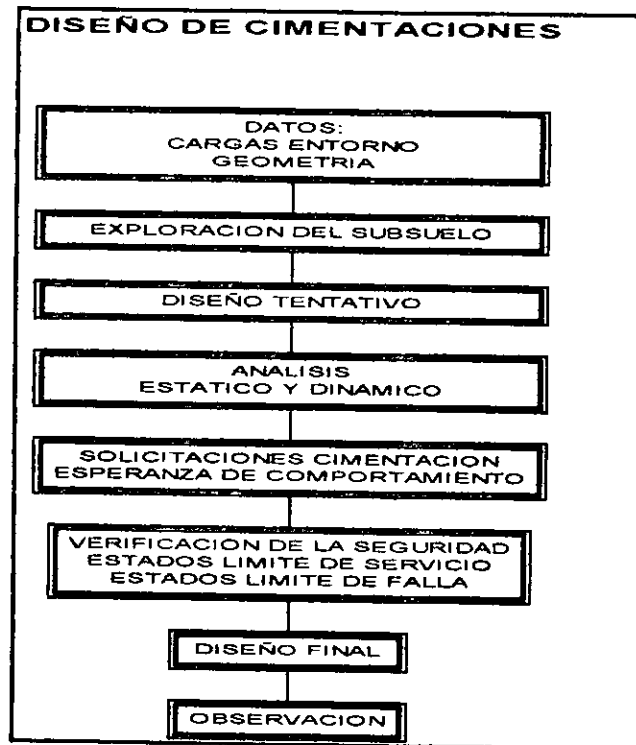 DISEÑO DE CIMENTACIONES
DATOS:
CARGAS ENTORNO
GEOMETRIA
EXPLORACION DEL SUBSUELO
DISEÑO TENTATIVO
ANALISIS
ESTATICO Y DINAMICO
SOLICITACIONES CIMENTACION
ESPERANZA DE COMPORTAMIENTO
VERIFICACION DE LA SEGURIDAD
ESTADOS LIMITE DE SERVICIO
ESTADOS LIMITE DE FALLA
DISEÑO FINAL
OBSERVACION